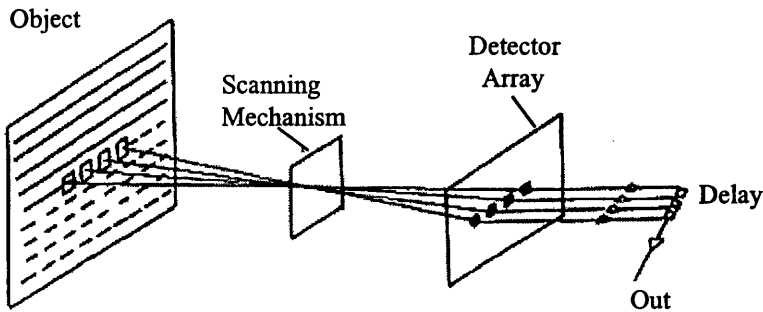 Object
Scanning
Mechanism
Detector
Array
Delay
Out